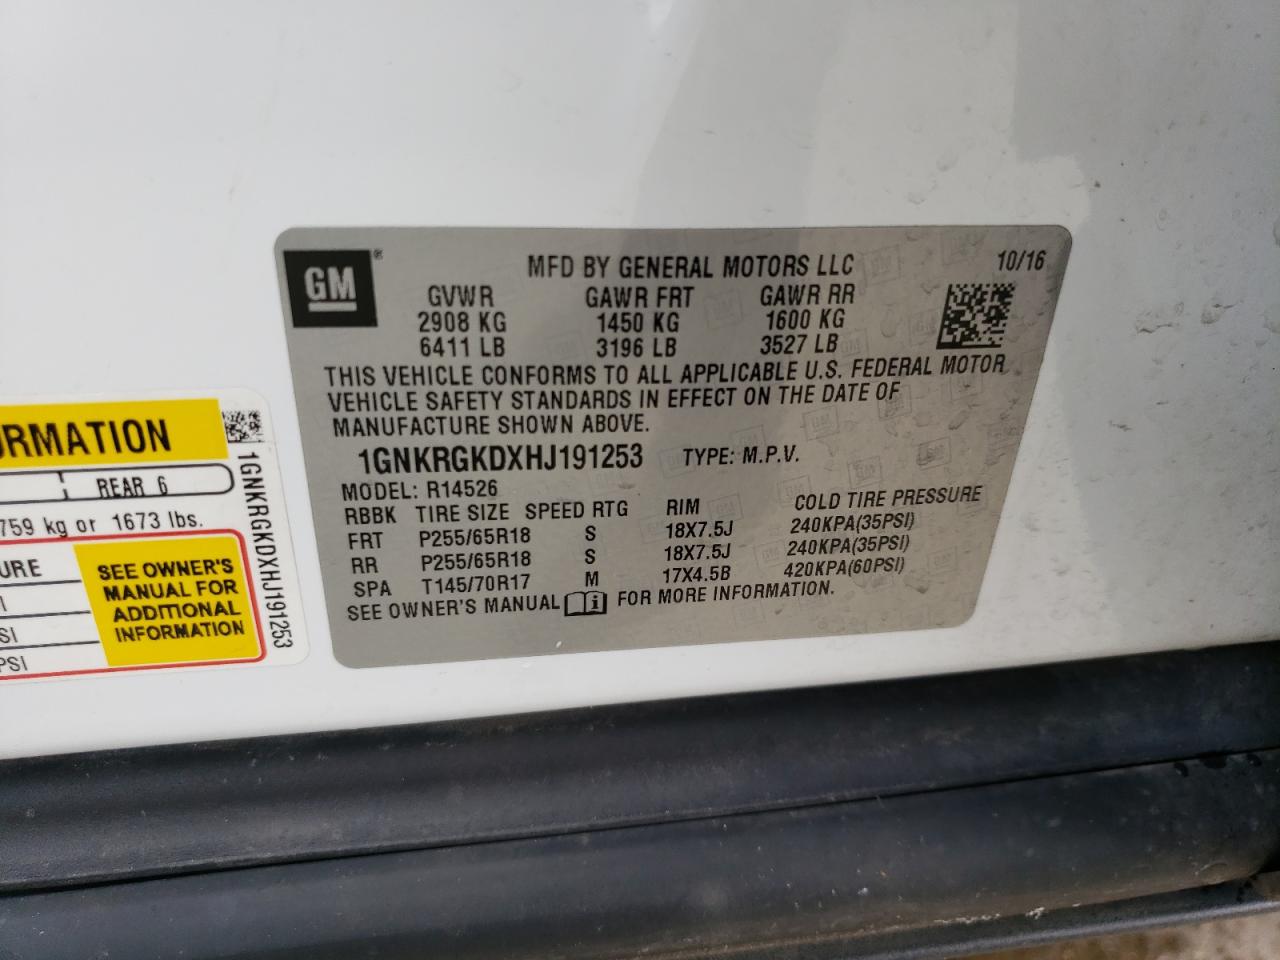 GM ®
MFD BY GENERAL MOTORS LLC 10/16
GVWR GAWR FRT GAWR RR
2908 KG 1450 KG 1600 KG
6411 LB 3196 LB 3527 LB
THIS VEHICLE CONFORMS TO ALL APPLICABLE U.S. FEDERAL MOTOR
VEHICLE SAFETY STANDARDS IN EFFECT ON THE DATE OF
MANUFACTURE SHOWN ABOVE.
1GNKRGKDXHJ191253 TYPE: M.P.V.
MODEL: R14526
RBBK TIRE SIZE SPEED RTG RIM COLD TIRE PRESSURE
FRT P255/65R18 S 18X7.5J 240KPA(35PSI)
RR P255/65R18 S 18X7.5J 240KPA(35PSI)
SPA T145/70R17 M 17X4.5B 420KPA(60PSI)
SEE OWNER'S MANUAL i FOR MORE INFORMATION.
RMATION
REAR 6
759 kg or 1673 lbs.
URE
SI
PSI
SEE OWNER'S
MANUAL FOR
ADDITIONAL
INFORMATION
1GNKRGKDXHJ191253